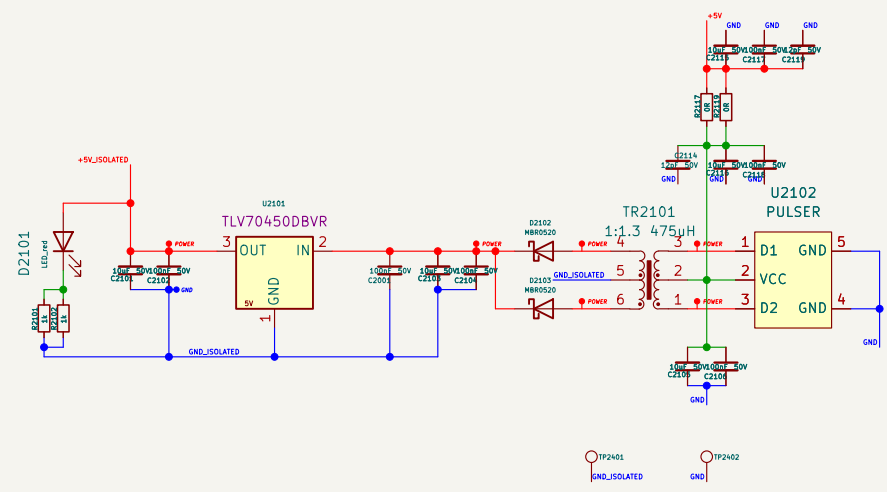 +5V
GND
GND
GND
10uF 50V
100nF 50V
12nF 50V
C2115
C2117
C2119
R2117
0R
R2119
0R
C2114
12nF 50V
10uF 50V
100nF 50V
C2116
C2118
GND
GND
GND
+5V_ISOLATED
U2101
TLV70450DBVR
U2102
PULSER
TR2101
1:1.3 475uH
D2101
LED_red
POWER
3
OUT
IN
2
GND
5V
1
POWER
D2102
MBR0520
POWER
4
3
POWER
1
D1
GND
5
10uF 50V
100nF 50V
C2101
C2102
100nF 50V
C2001
10uF 50V
100nF 50V
C2103
C2104
GND_ISOLATED
5
2
2
VCC
D2103
MBR0520
GND
POWER
6
1
POWER
3
D2
GND
4
R2101
1k
R2102
1k
GND_ISOLATED
GND
10uF 50V
100nF 50V
C2105
C2106
GND
TP2401
GND_ISOLATED
TP2402
GND